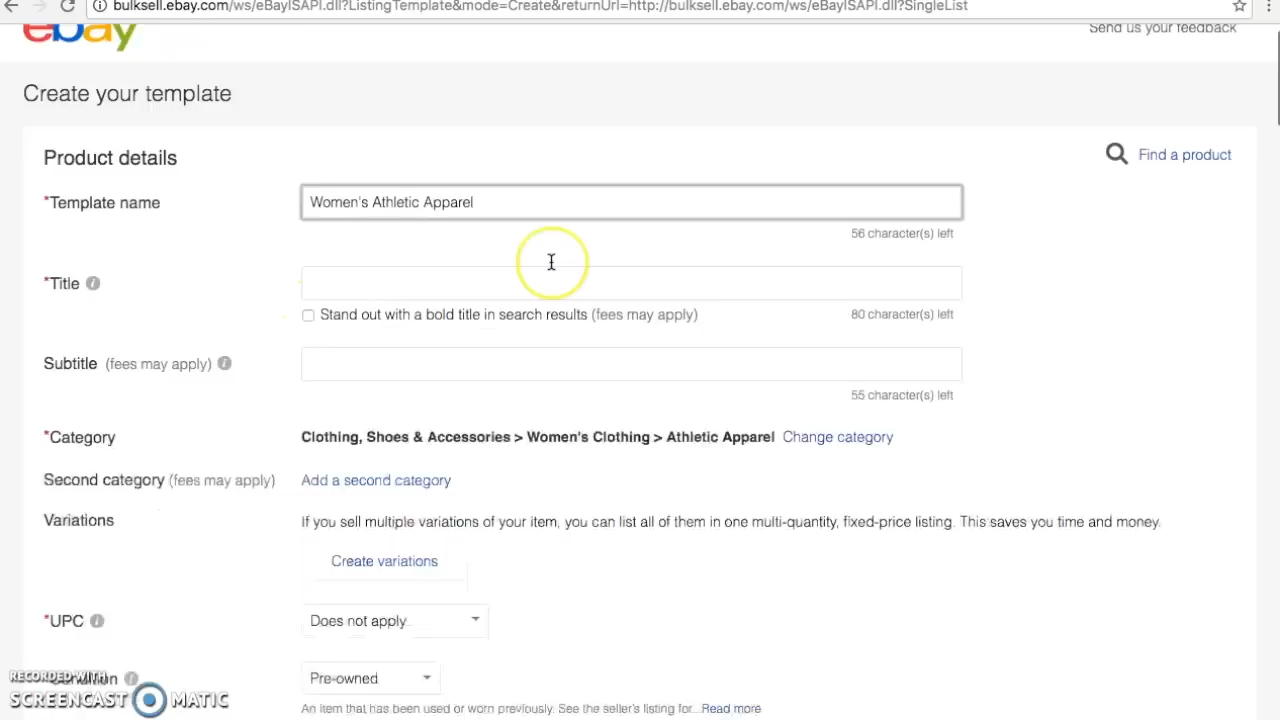 bulksell.ebay.com/ws/eBayISAPI.dll?ListingTemplate&mode=Create&returnUrl=http://bulksell.ebay.com/ws/eBayISAPI.dll?SingleList
ebay
Send us your feedback
Create your template
Product details
Find a product
*Template name
Women's Athletic Apparel
56 character(s) left
*Title
Stand out with a bold title in search results (fees may apply)
80 character(s) left
Subtitle (fees may apply)
55 character(s) left
*Category
Clothing, Shoes & Accessories > Women's Clothing > Athletic Apparel Change category
Second category (fees may apply)
Add a second category
Variations
If you sell multiple variations of your item, you can list all of them in one multi-quantity, fixed-price listing. This saves you time and money.
Create variations
*UPC
Does not apply
Condition
Pre-owned
An item that has been used or worn previously. See the seller's listing for... Read more
RECORDED WITH
SCREENCAST MATIC